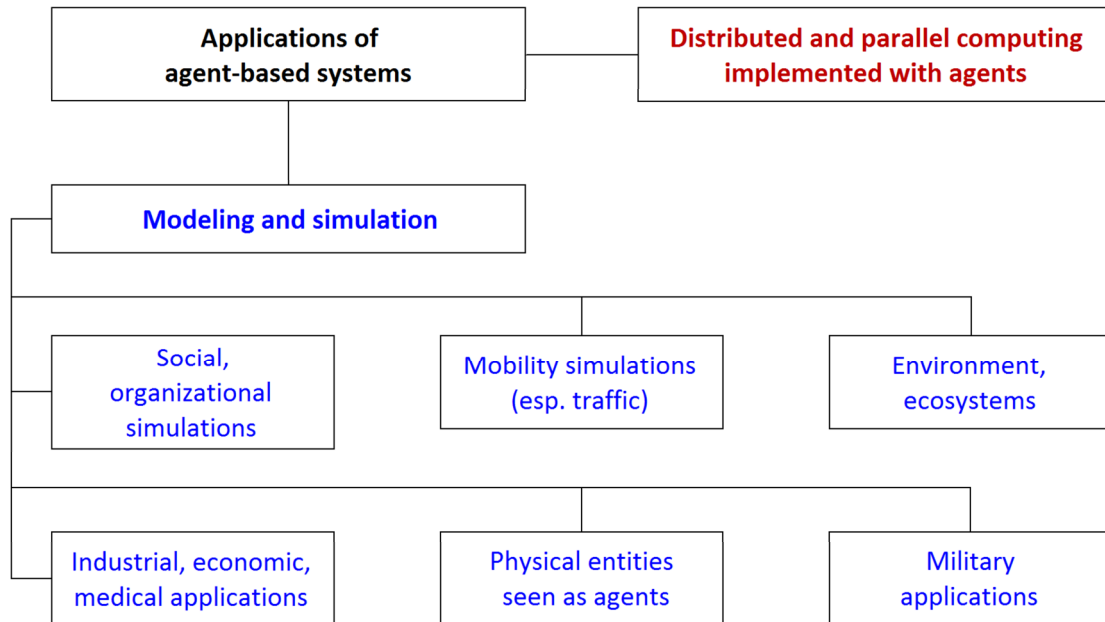 Applications of
agent-based systems
Distributed and parallel computing
implemented with agents
Modeling and simulation
Social,
organizational
simulations
Mobility simulations
(esp. traffic)
Environment,
ecosystems
Industrial, economic,
medical applications
Physical entities
seen as agents
Military
applications